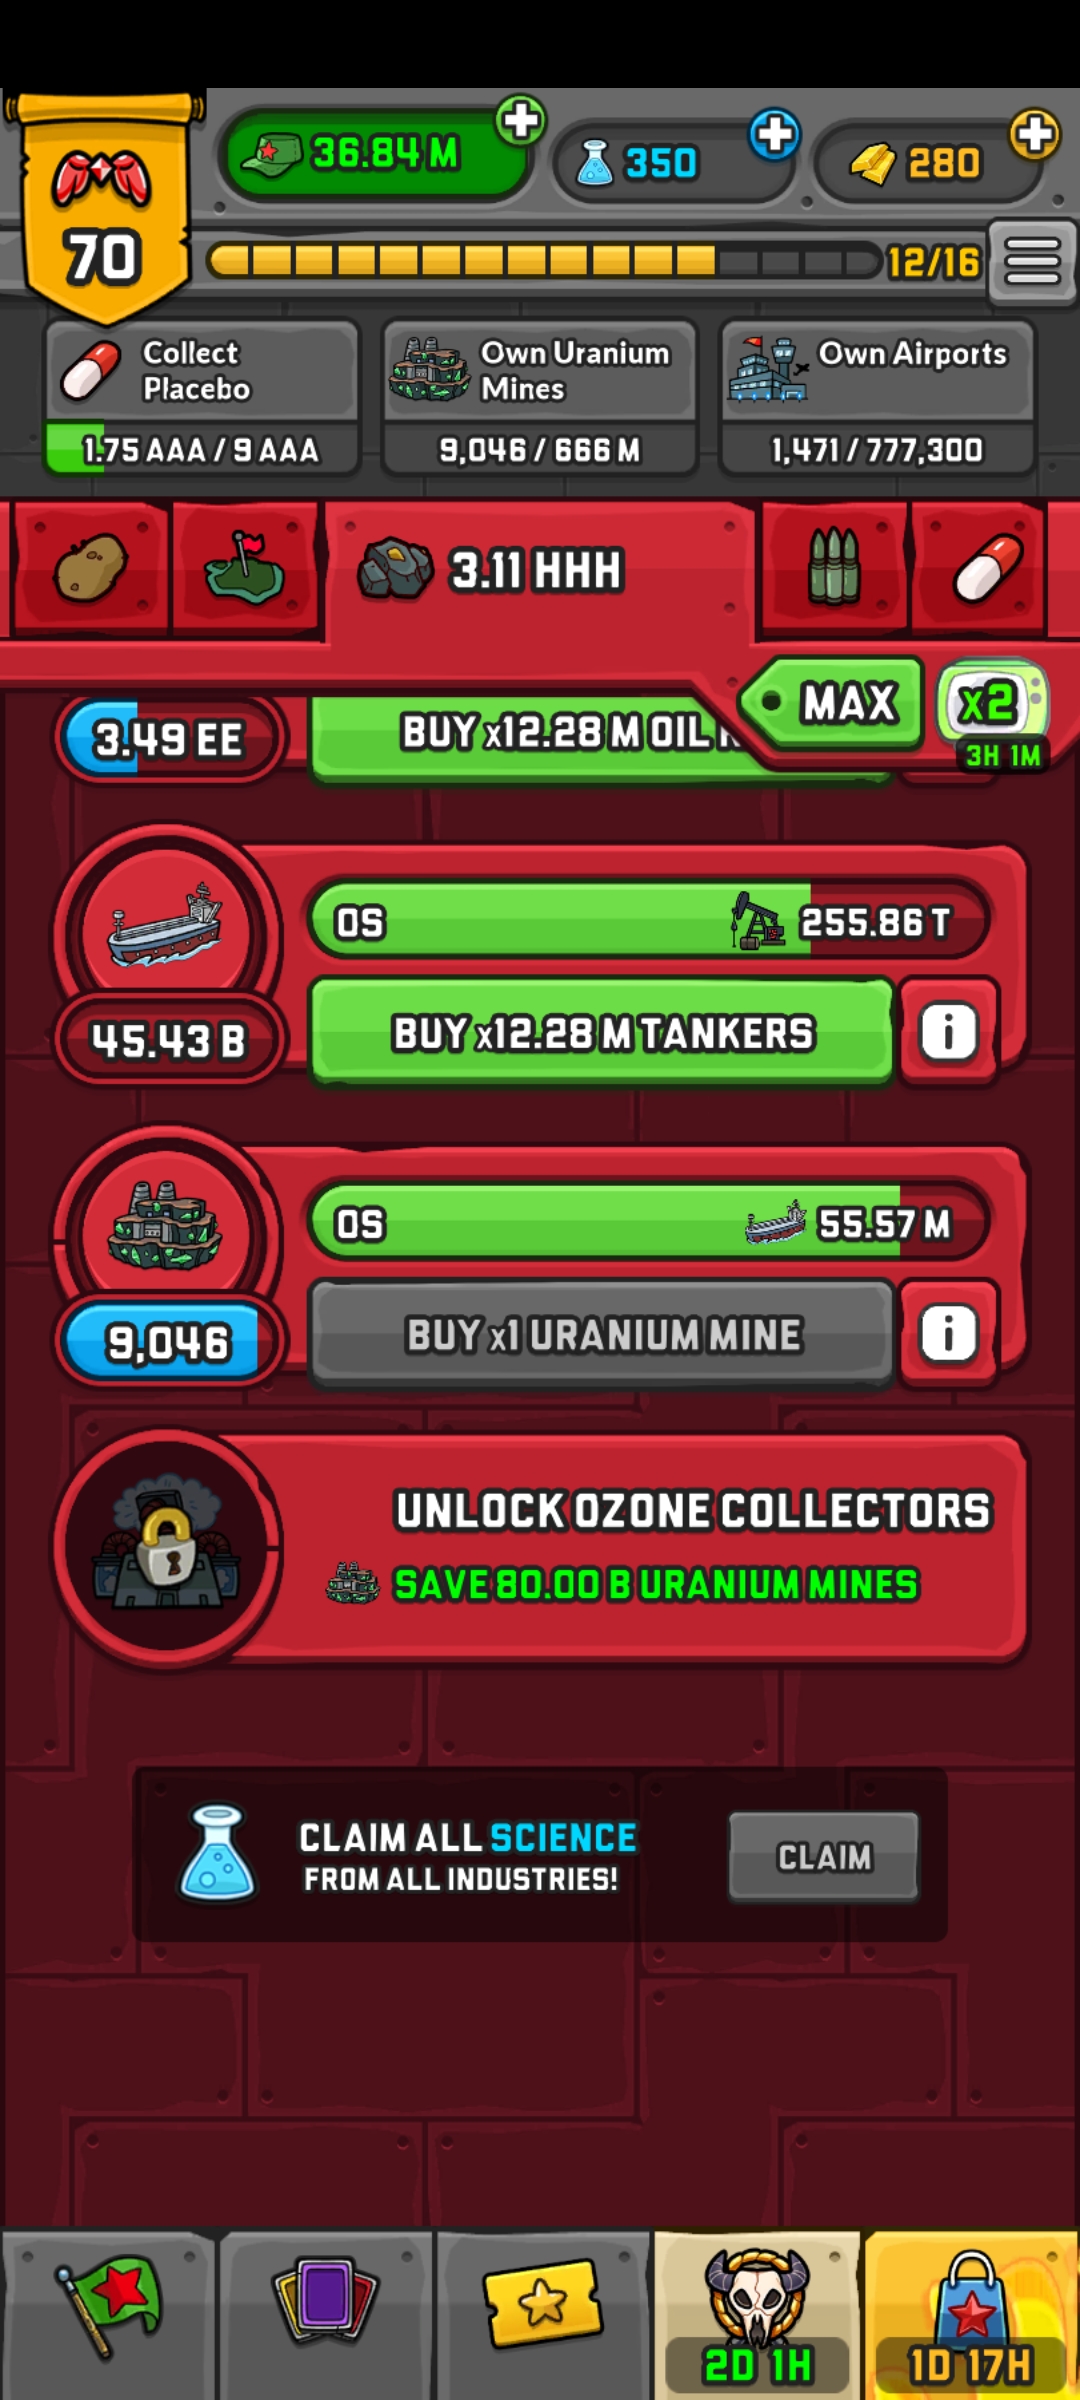 36.84 M
350
280
70
12/16
Collect
Placebo
Own Uranium
Mines
Own Airports
1.75 AAA / 9 AAA
9,046 / 666 M
1,471 / 777,300
3.11 HHH
MAX
x2
3H 1M
3.49 EE
BUY x12.28 M OIL
0S
255.86 T
45.43 B
BUY x12.28 M TANKERS
i
0S
55.57 M
9,046
BUY x1 URANIUM MINE
i
UNLOCK OZONE COLLECTORS
SAVE 80.00 B URANIUM MINES
CLAIM ALL SCIENCE
FROM ALL INDUSTRIES!
CLAIM
2D 1H
1D 17H